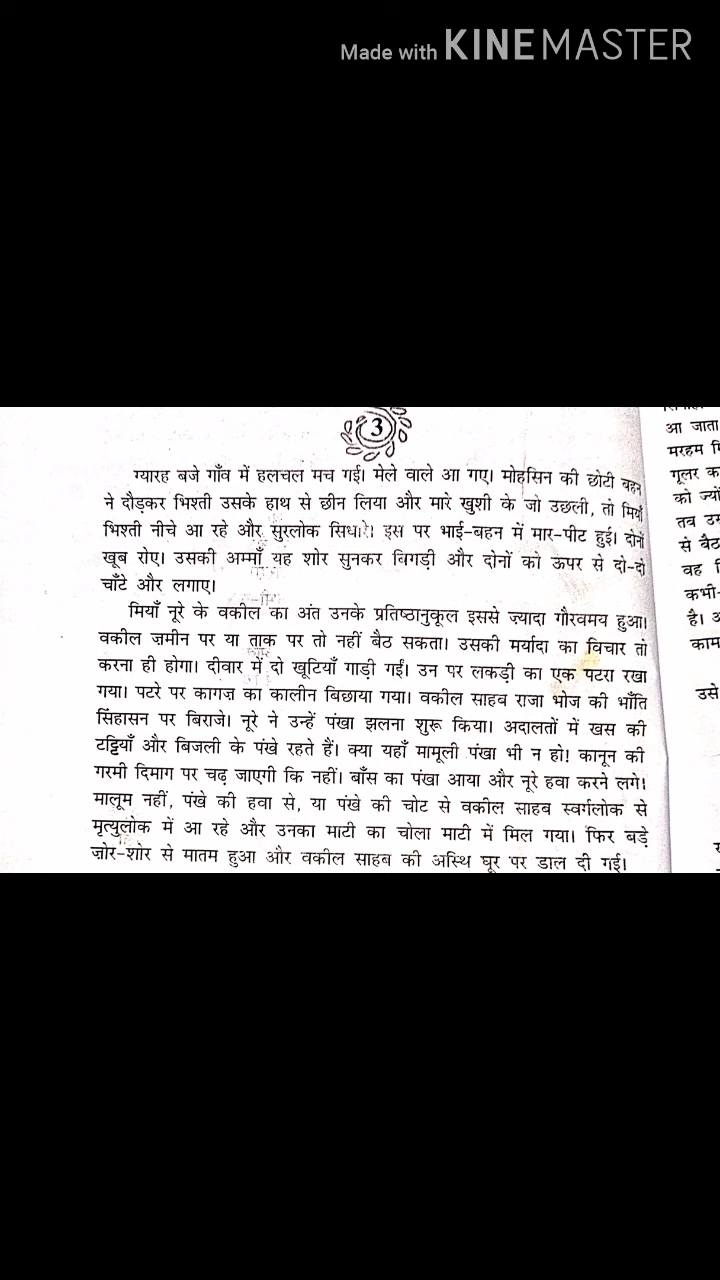 Made with KINEMASTER
3
ग्यारह बजे गाँव में हलचल मच गई। मेले वाले आ गए। मोहसिन की छोटी बहन
ने दौड़कर भिश्ती उसके हाथ से छीन लिया और मारे खुशी के जो उछली, तो मियाँ
भिश्ती नीचे आ रहे और सुरलोक सिधारे। इस पर भाई-बहन में मार-पीट हुई। दोनों
खूब रोए। उसकी अम्माँ यह शोर सुनकर बिगड़ी और दोनों को ऊपर से दो-दो
चाँटे और लगाए।
मियाँ नूरे के वकील का अंत उनके प्रतिष्ठानुकूल इससे ज़्यादा गौरवमय हुआ।
वकील ज़मीन पर या ताक पर तो नहीं बैठ सकता। उसकी मर्यादा का विचार तो
करना ही होगा। दीवार में दो खूटियाँ गाड़ी गईं। उन पर लकड़ी का एक पटरा रखा
गया। पटरे पर कागज़ का कालीन बिछाया गया। वकील साहब राजा भोज की भाँति
सिंहासन पर बिराजे। नूरे ने उन्हें पंखा झलना शुरू किया। अदालतों में खस की
टट्टियाँ और बिजली के पंखे रहते हैं। क्या यहाँ मामूली पंखा भी न हो! कानून की
गरमी दिमाग पर चढ़ जाएगी कि नहीं। बाँस का पंखा आया और नूरे हवा करने लगे।
मालूम नहीं, पंखे की हवा से, या पंखे की चोट से वकील साहब स्वर्गलोक से
मृत्युलोक में आ रहे और उनका माटी का चोला माटी में मिल गया। फिर बड़े
ज़ोर-शोर से मातम हुआ और वकील साहब की अस्थि घूर पर डाल दी गई।
आ जाता
मरहम
गूलर क
को ज्यों
तब उस
से बैठ
वह
कभी-
है। अ
काम
उसे